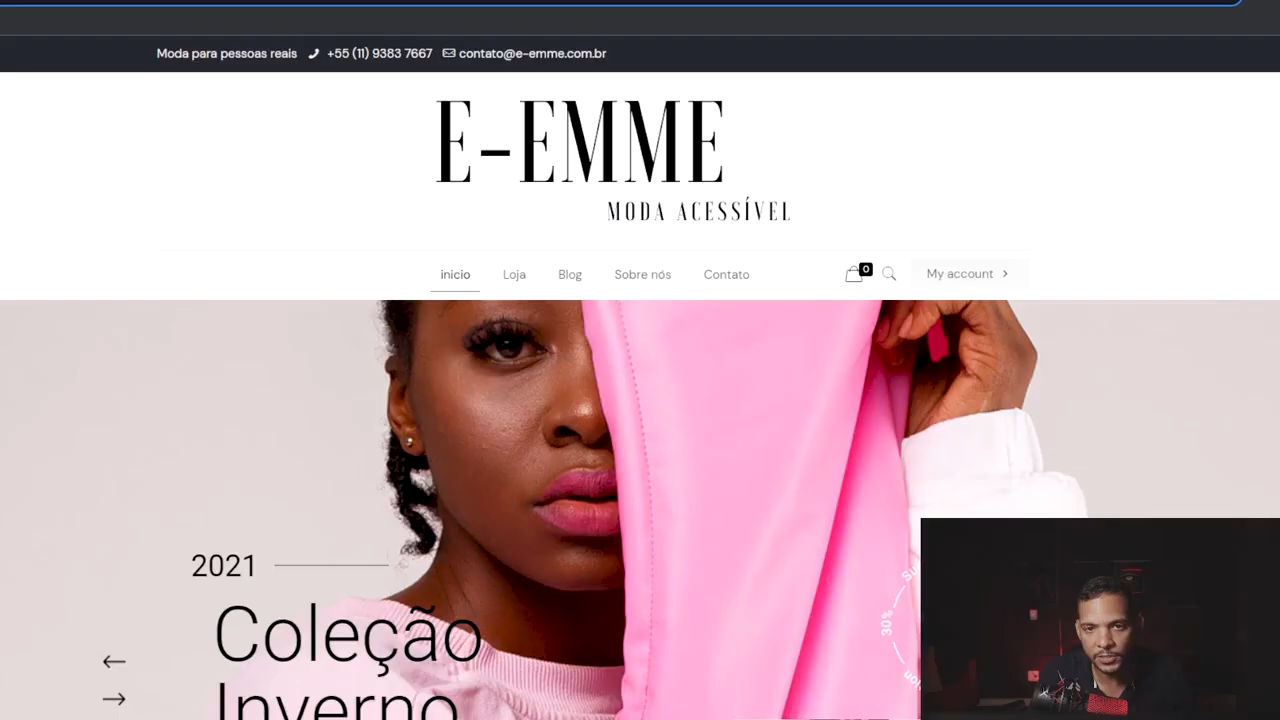 Moda para pessoas reais +55 (11) 9383 7667 contato@e-emme.com.br
E-EMME
MODA ACESSÍVEL
inicio Loja Blog Sobre nós Contato 0 My account
2021
Coleção
Inverno
30%